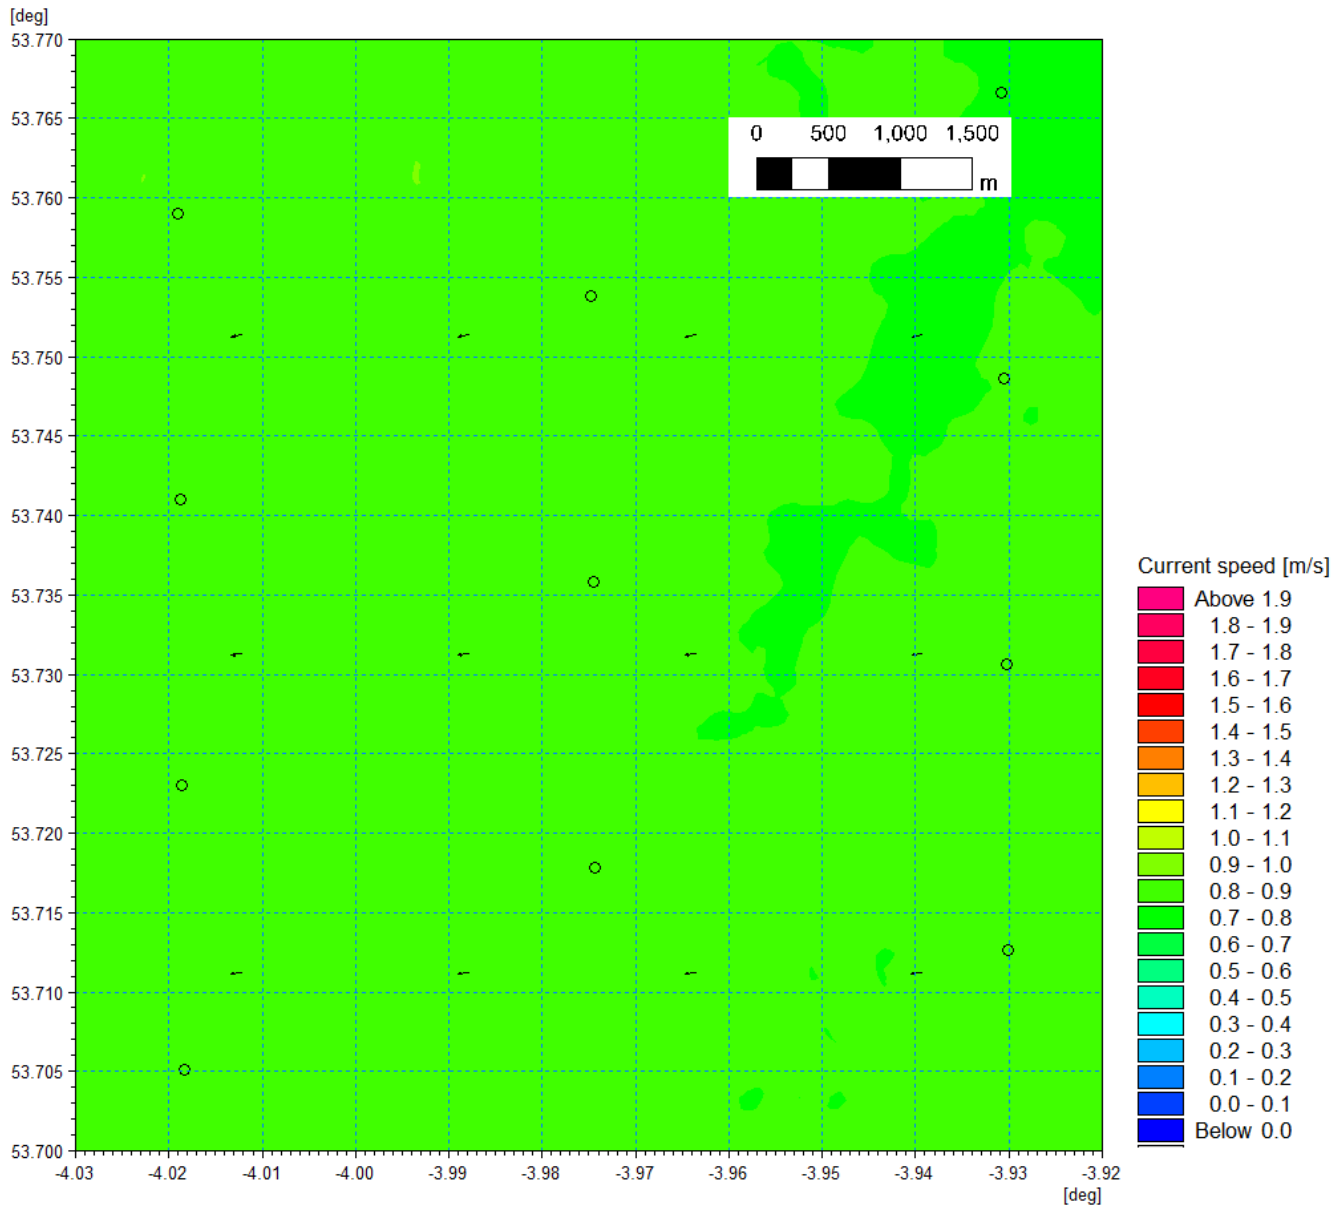 [deg]
53.770
53.765
0 500 1,000 1,500
m
53.760
53.755
53.750
53.745
53.740
53.735
53.730
53.725
53.720
53.715
53.710
53.705
53.700
-4.03 -4.02 -4.01 -4.00 -3.99 -3.98 -3.97 -3.96 -3.95 -3.94 -3.93 -3.92
[deg]
Current speed [m/s]
Above 1.9
1.8 - 1.9
1.7 - 1.8
1.6 - 1.7
1.5 - 1.6
1.4 - 1.5
1.3 - 1.4
1.2 - 1.3
1.1 - 1.2
1.0 - 1.1
0.9 - 1.0
0.8 - 0.9
0.7 - 0.8
0.6 - 0.7
0.5 - 0.6
0.4 - 0.5
0.3 - 0.4
0.2 - 0.3
0.1 - 0.2
0.0 - 0.1
Below 0.0